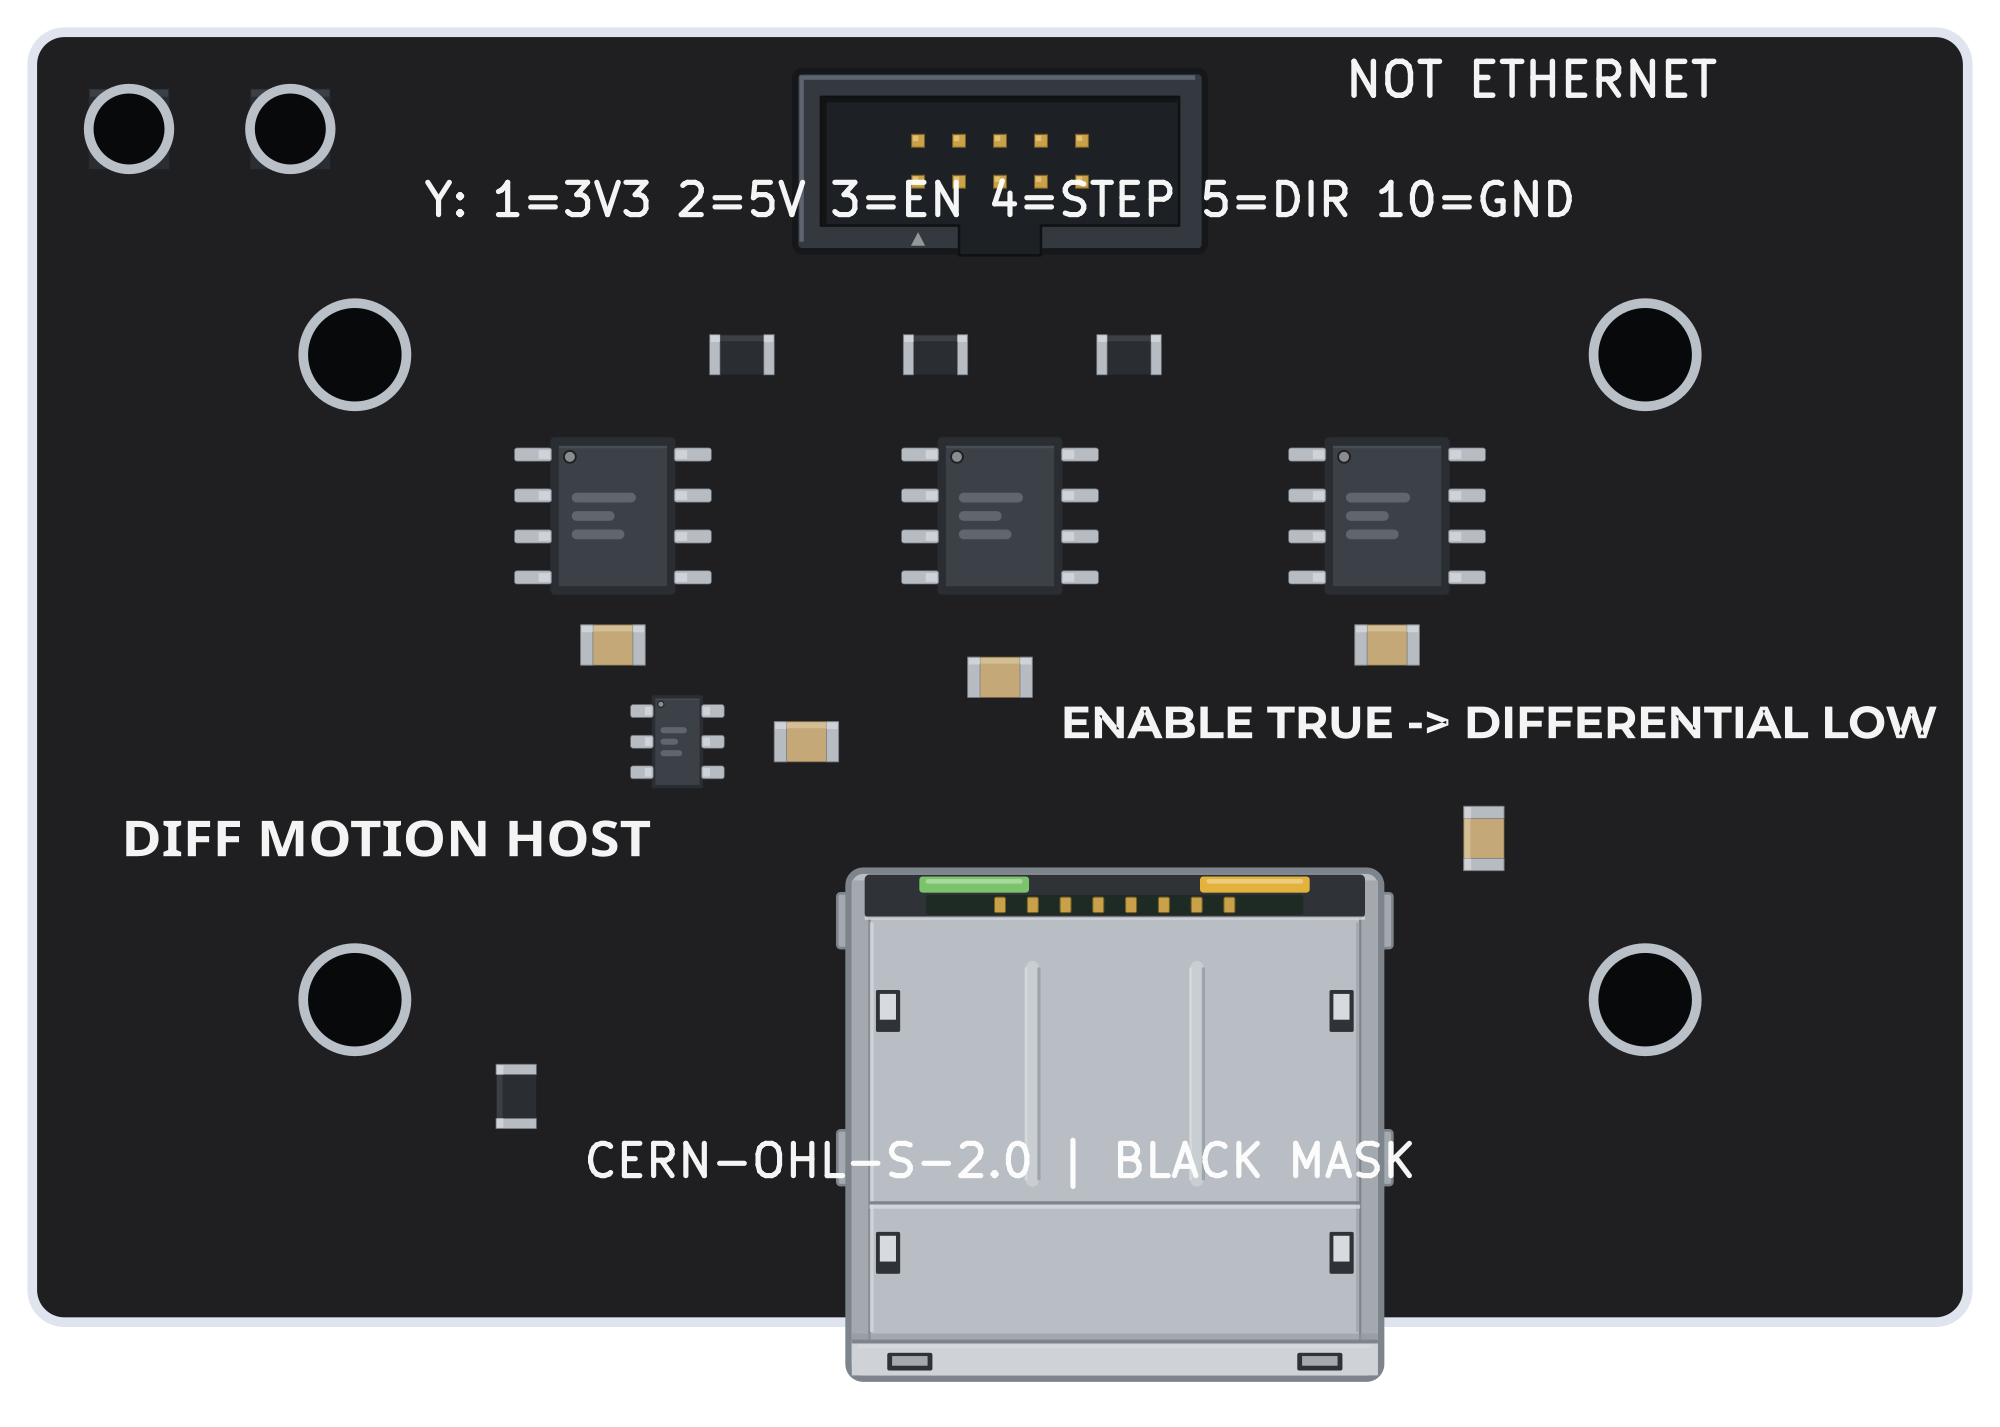 NOT ETHERNET
Y: 1=3V3 2=5V 3=EN 4=STEP 5=DIR 10=GND
ENABLE TRUE -> DIFFERENTIAL LOW
DIFF MOTION HOST
CERN-OHL-S-2.0 | BLACK MASK